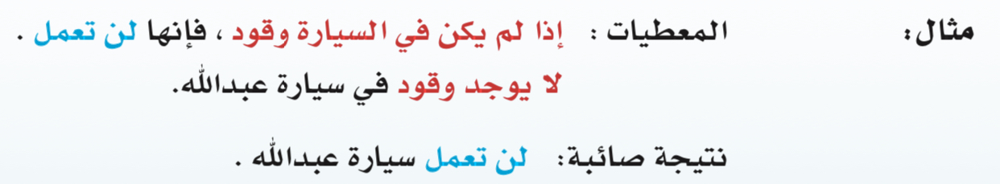 مثال: المعطيات : إذا لم يكن في السيارة وقود ، فإنها لن تعمل .
لا يوجد وقود في سيارة عبدالله.
نتيجة صائبة: لن تعمل سيارة عبدالله .